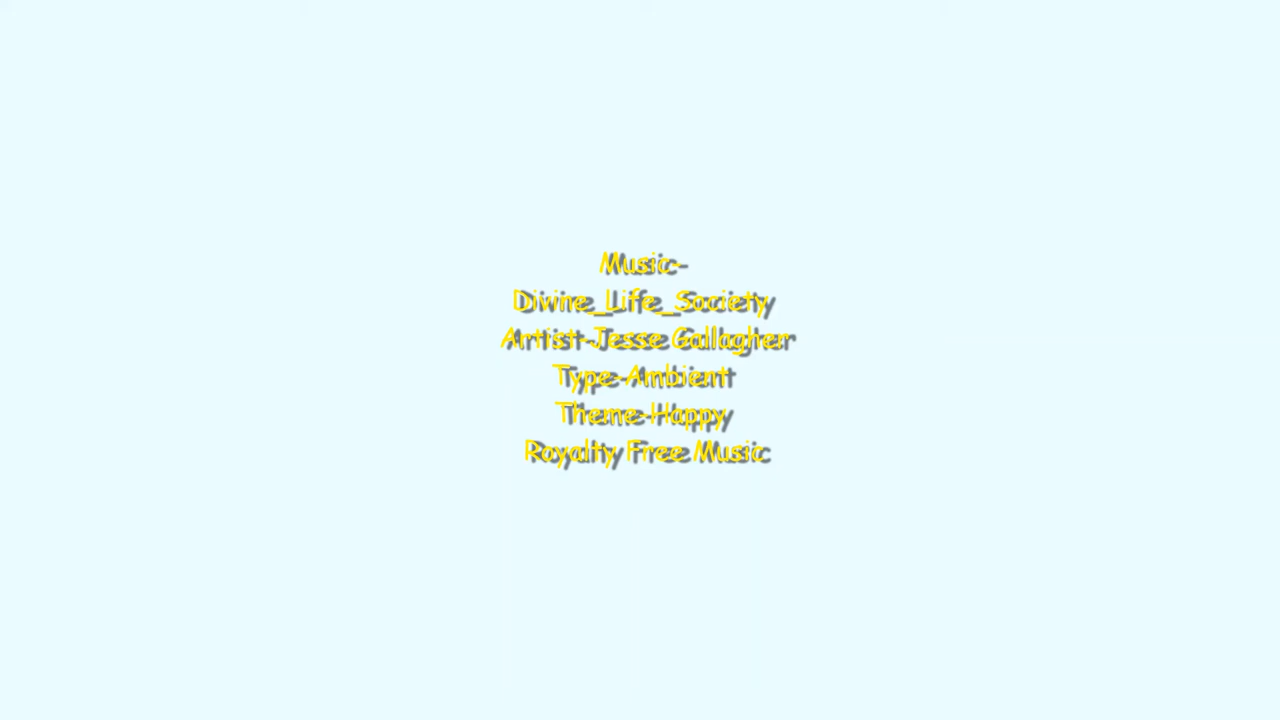 Music-
Divine_Life_Society
Artist-Jesse Gallagher
Type-Ambient
Theme-Happy
Royalty Free Music